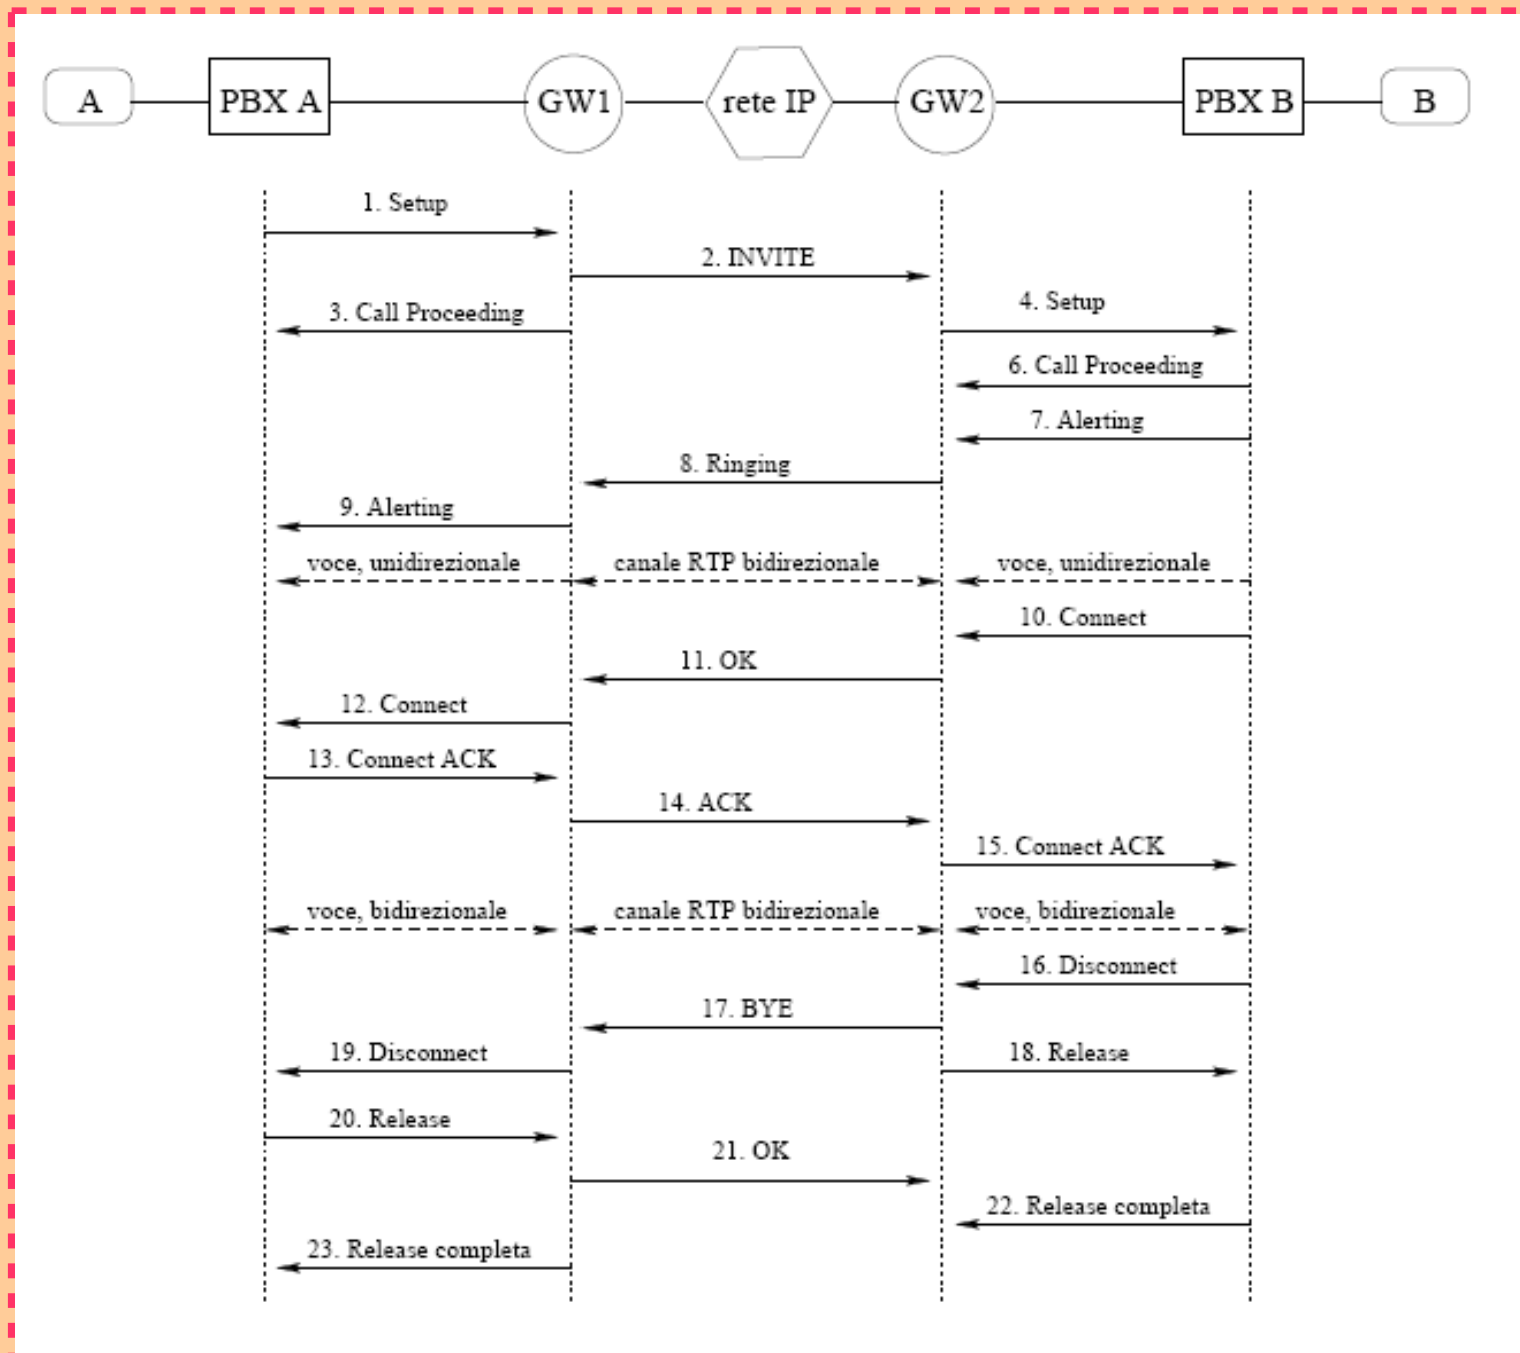 A
PBX A
GW1
rete IP
GW2
PBX B
B
1. Setup
2. INVITE
3. Call Proceeding
4. Setup
6. Call Proceeding
7. Alerting
8. Ringing
9. Alerting
voce, unidirezionale
canale RTP bidirezionale
voce, unidirezionale
10. Connect
11. OK
12. Connect
13. Connect ACK
14. ACK
15. Connect ACK
voce, bidirezionale
canale RTP bidirezionale
voce, bidirezionale
16. Disconnect
17. BYE
19. Disconnect
18. Release
20. Release
21. OK
22. Release completa
23. Release completa